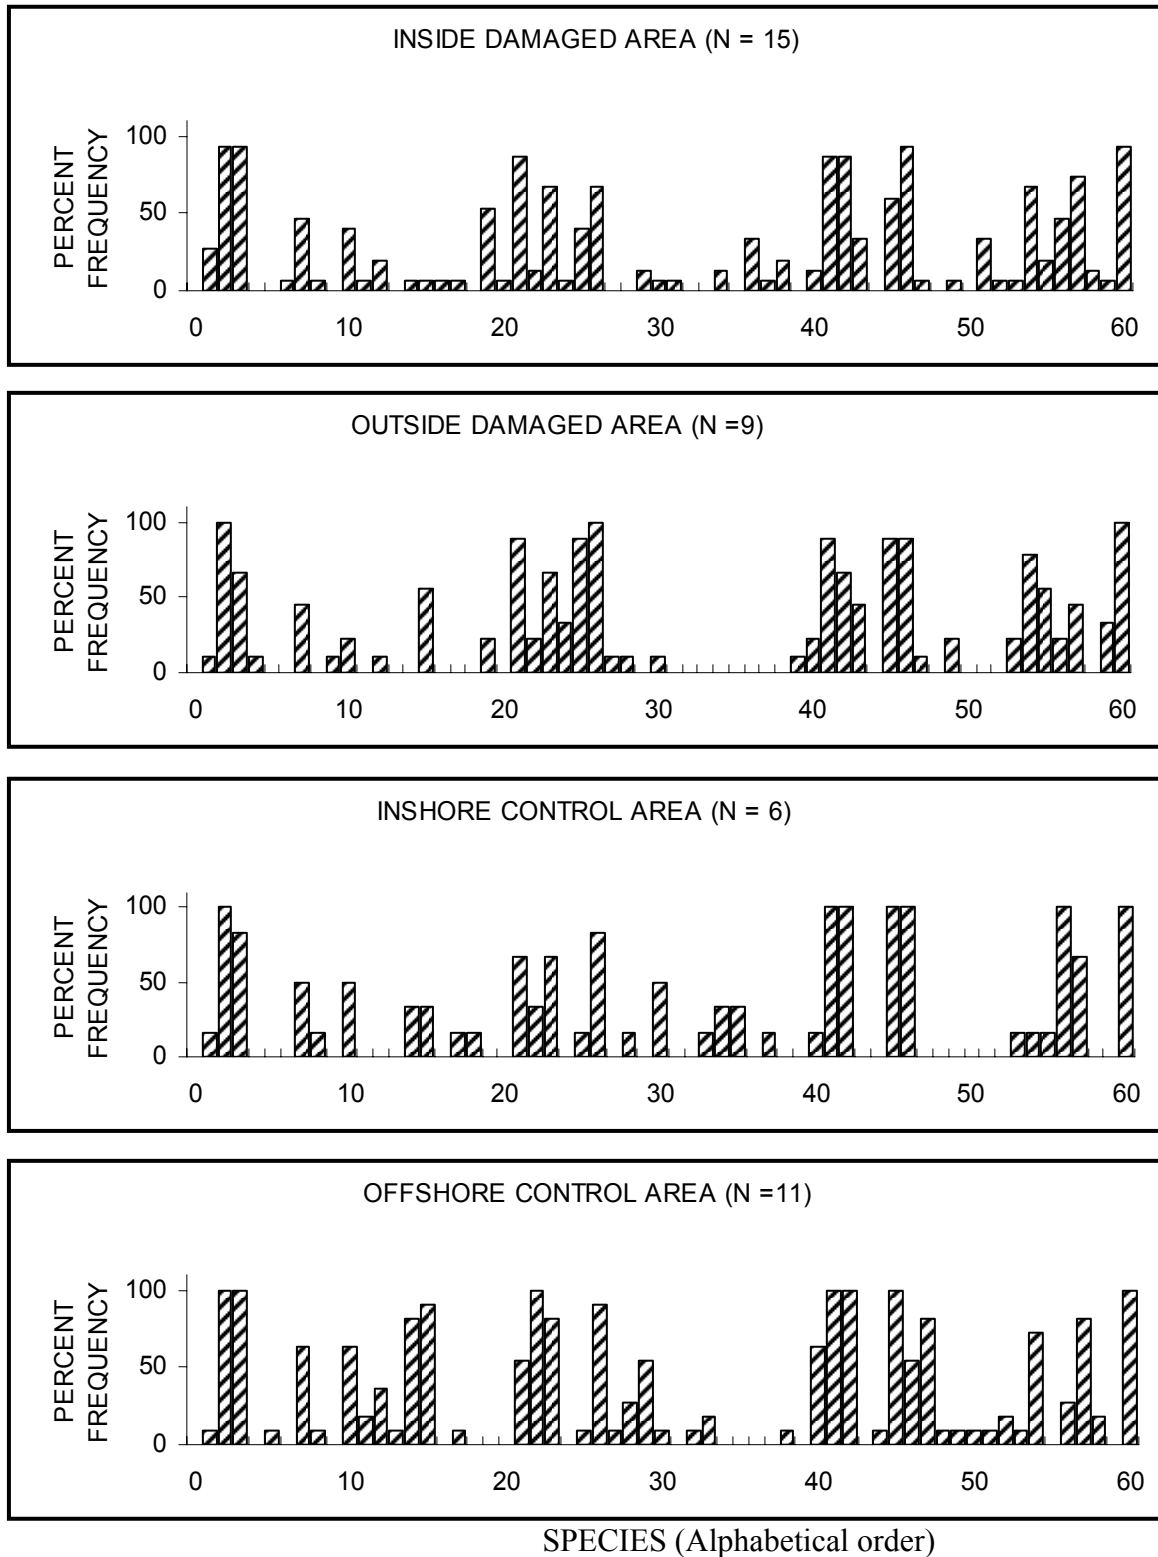 INSIDE DAMAGED AREA (N = 15)
PERCENT
FREQUENCY
100
50
0
0 10 20 30 40 50 60
OUTSIDE DAMAGED AREA (N =9)
PERCENT
FREQUENCY
100
50
0
0 10 20 30 40 50 60
INSHORE CONTROL AREA (N = 6)
PERCENT
FREQUENCY
100
50
0
0 10 20 30 40 50 60
OFFSHORE CONTROL AREA (N =11)
PERCENT
FREQUENCY
100
50
0
0 10 20 30 40 50 60
SPECIES (Alphabetical order)